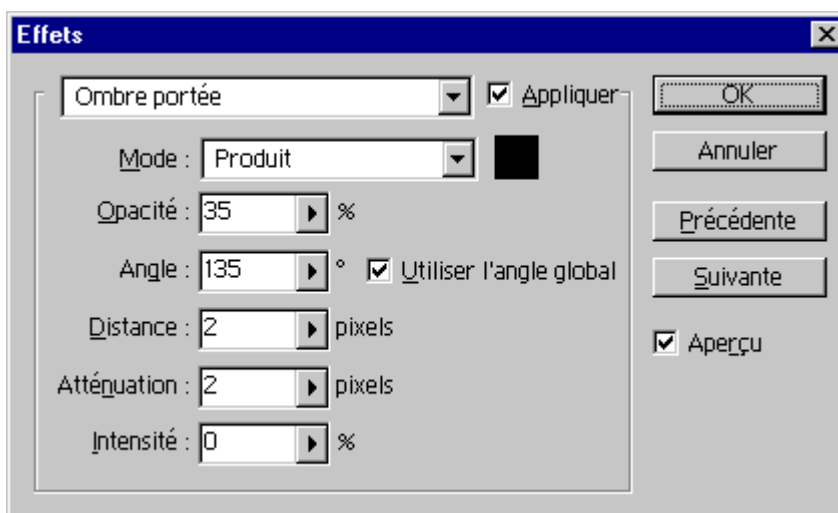 Effets
Ombre portée
Appliquer
OK
Mode : Produit
Annuler
Opacité : 35 %
Précédente
Angle : 135 ° Utiliser l'angle global
Suivante
Distance : 2 pixels
Aperçu
Atténuation : 2 pixels
Intensité : 0 %